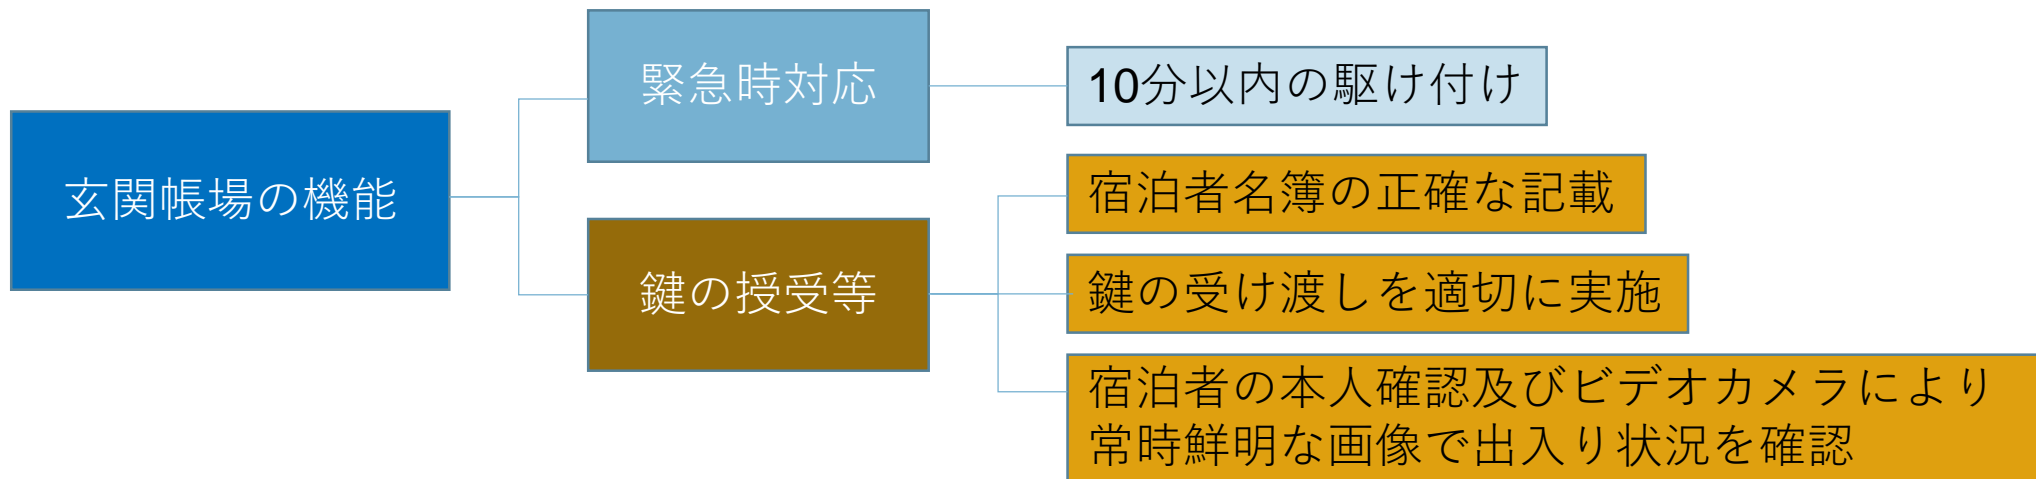 玄関帳場の機能
緊急時対応
10分以内の駆け付け
鍵の授受等
宿泊者名簿の正確な記載
鍵の受け渡しを適切に実施
宿泊者の本人確認及びビデオカメラにより
常時鮮明な画像で出入り状況を確認